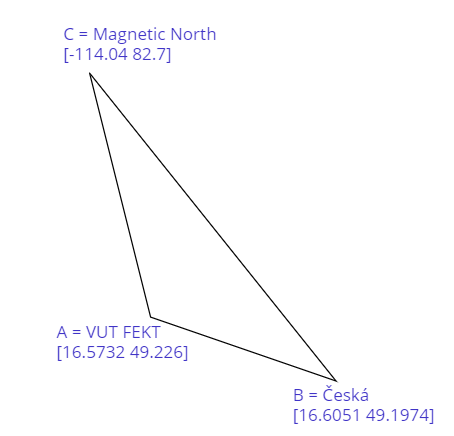 C = Magnetic North
[-114.04 82.7]
A = VUT FEKT
[16.5732 49.226]
B = Česká
[16.6051 49.1974]